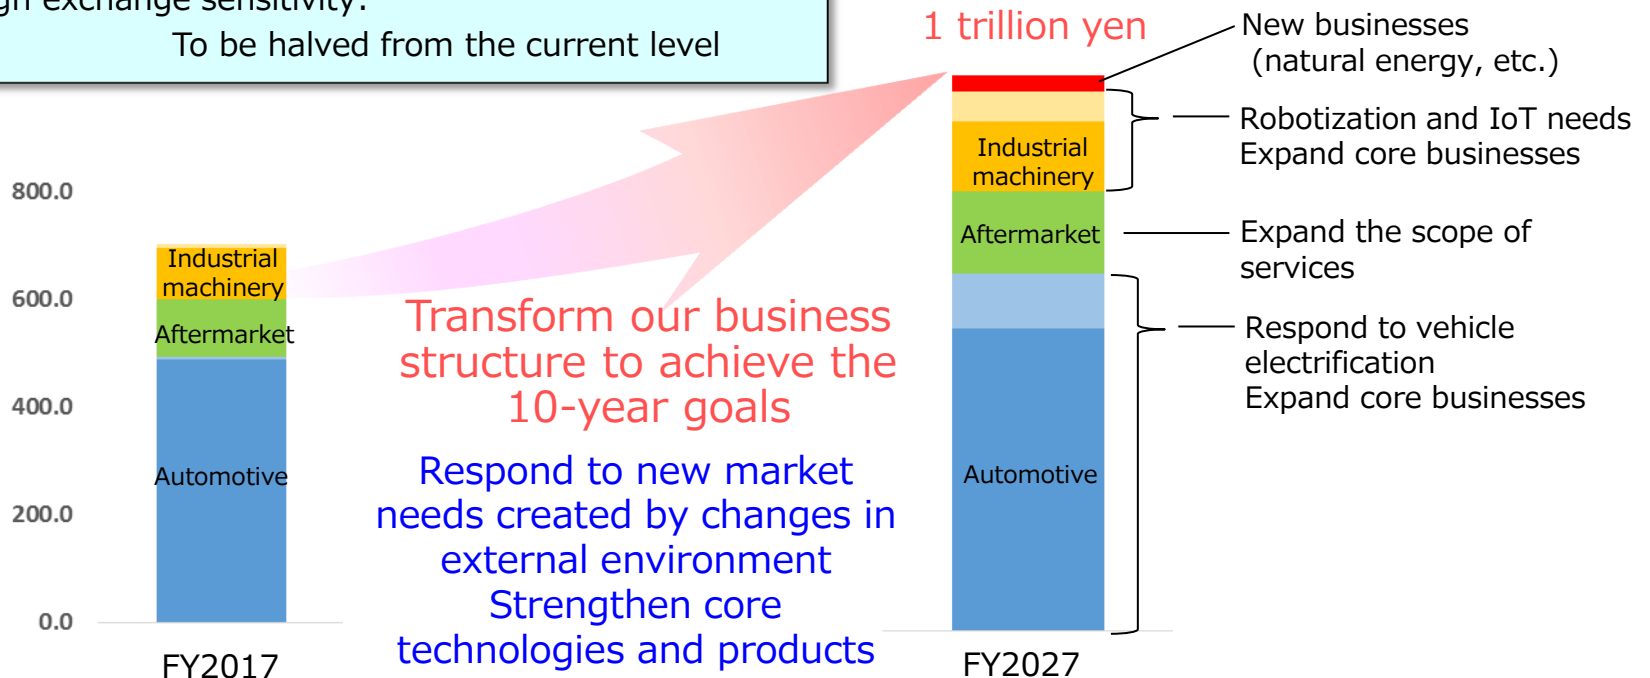 exchange sensitivity:
To be halved from the current level
1 trillion yen
New businesses
(natural energy, etc.)
Robotization and IoT needs
Expand core businesses
Industrial
machinery
Aftermarket
Expand the scope of
services
Respond to vehicle
electrification
Expand core businesses
Automotive
FY2027
800.0
600.0
400.0
200.0
0.0
Industrial
machinery
Aftermarket
Automotive
FY2017
Transform our business
structure to achieve the
10-year goals
Respond to new market
needs created by changes in
external environment
Strengthen core
technologies and products